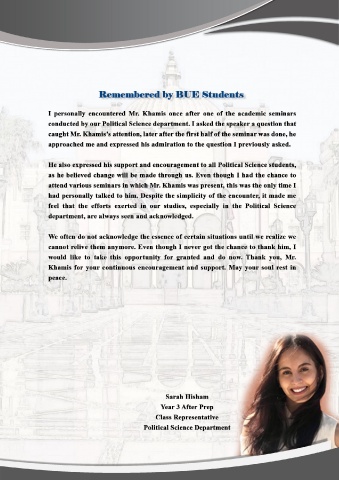 Remembered by BUE Students
I personally encountered Mr. Khamis once after one of the academic seminars
conducted by our Political Science department. I asked the speaker a question that
caught Mr. Khamis's attention, later after the first half of the seminar was done, he
approached me and expressed his admiration to the question I previously asked.
He also expressed his support and encouragement to all Political Science students,
as he believed change will be made through us. Even though I had the chance to
attend various seminars in which Mr. Khamis was present, this was the only time I
had personally talked to him. Despite the simplicity of the encounter, it made me
feel that the efforts exerted in our studies, especially in the Political Science
department, are always seen and acknowledged.
We often do not acknowledge the essence of certain situations until we realize we
cannot relive them anymore. Even though I never got the chance to thank him, I
would like to take this opportunity for granted and do now. Thank you, Mr.
Khamis for your continuous encouragement and support. May your soul rest in
peace.
Sarah Hisham
Year 3 After Prep
Class Representative
Political Science Department